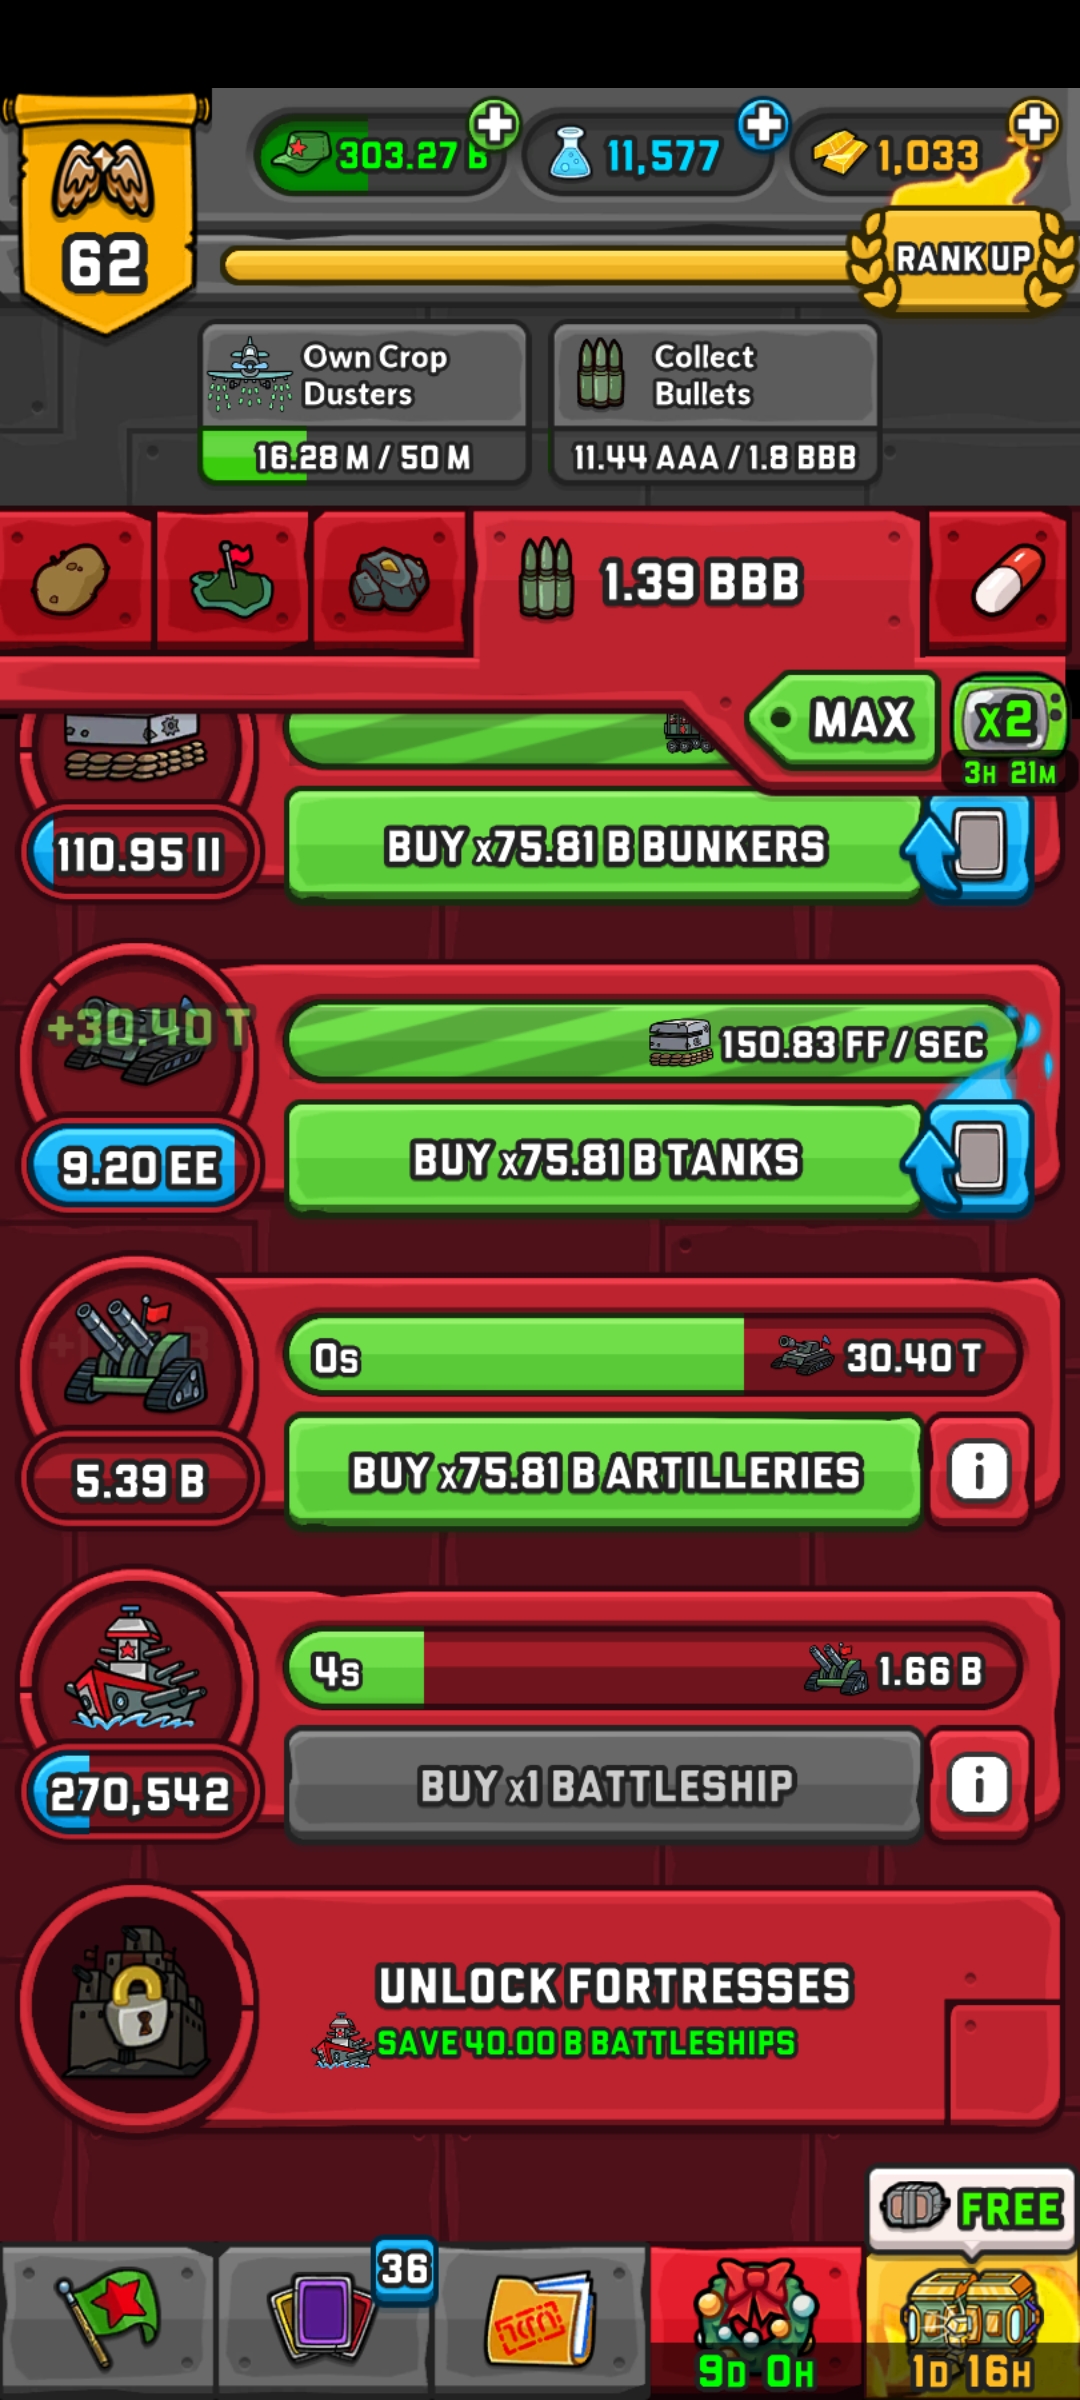 303.27 B
11,577
1,033
62
RANK UP
Own Crop
Dusters
16.28 M / 50 M
Collect
Bullets
11.44 AAA / 1.8 BBB
1.39 BBB
MAX
x2
3H 21M
110.95 II
BUY x75.81 B BUNKERS
+30.40 T
150.83 FF / SEC
9.20 EE
BUY x75.81 B TANKS
0s
30.40 T
5.39 B
BUY x75.81 B ARTILLERIES
i
4s
1.66 B
270,542
BUY x1 BATTLESHIP
i
UNLOCK FORTRESSES
SAVE 40.00 B BATTLESHIPS
FREE
36
9D 0H
1D 16H